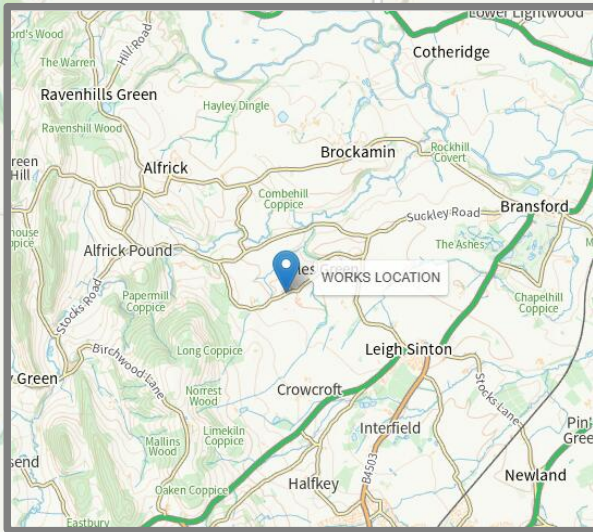 Lower Lightwood
ord's Wood
Hill Road
Cotheridge
The Warren
Ravenhills Green
Hayley Dingle
Ravenshill Wood
Rockhill
Covert
Brockamin
reen
Hill
Alfrick
Combehill
Coppice
Suckley Road
Bransford
house
opice
Alfrick Pound
The Ashes
M
Green
WORKS LOCATION
Papermill
Coppice
Stocks Road
Chapelhill
Coppice
Long Coppice
Leigh Sinton
Birchwood Lane
y Green
Crowcroft
Norrest
Wood
Stocks Lane
Limekiln
Coppice
Interfield
Pin
Gree
Mallins
Wood
send
B4503
Newland
Halfkey
Oaken Coppice
Eastbury